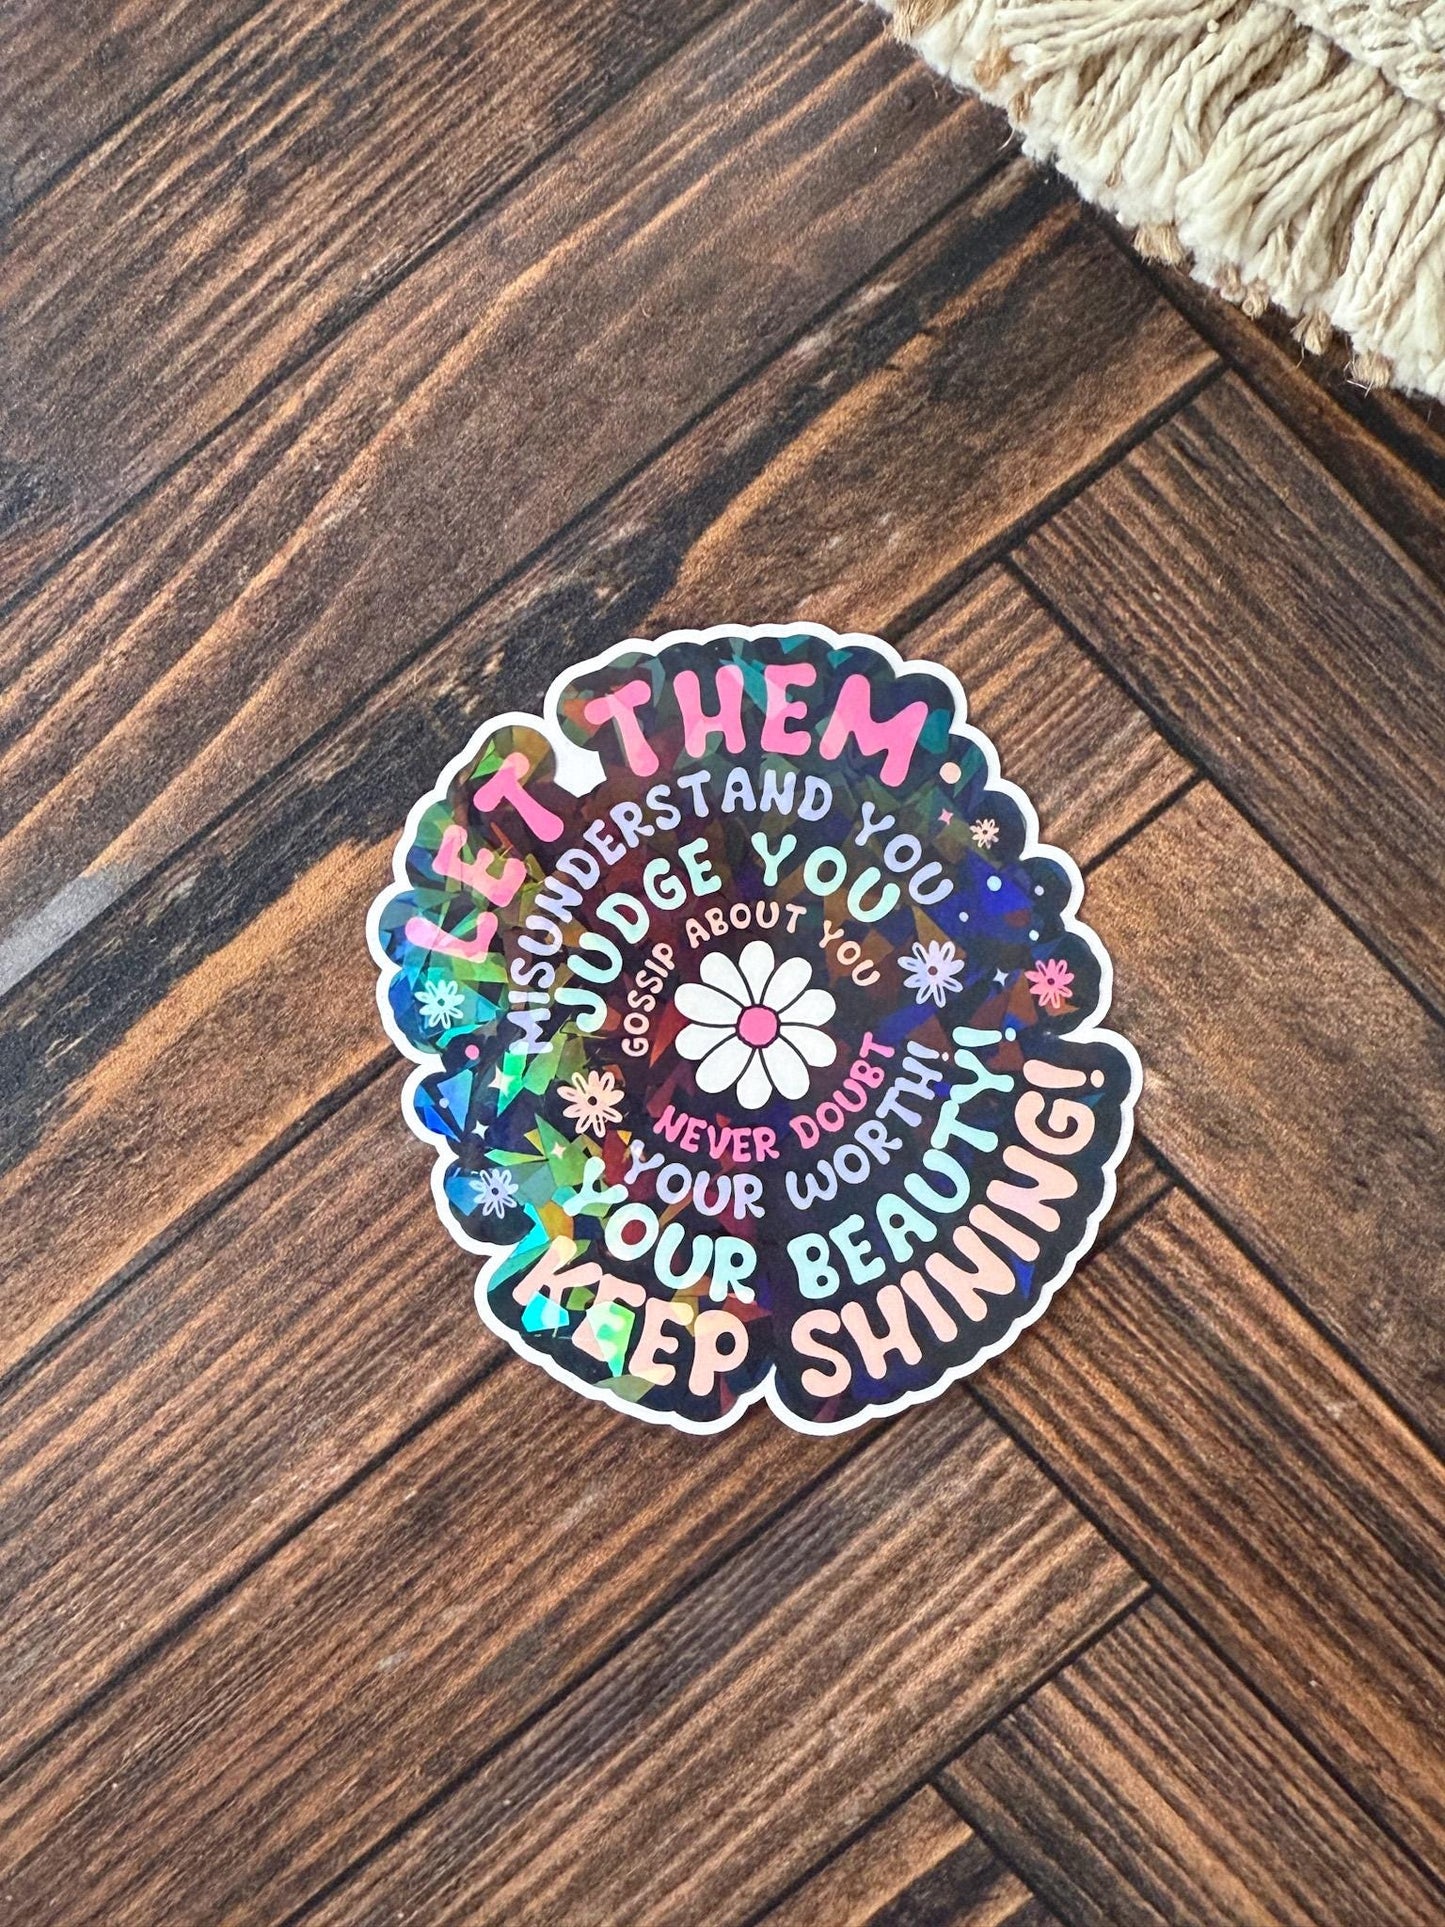 LET THEM
MISUNDERSTAND YOU
JUDGE YOU
GOSSIP ABOUT YOU
NEVER DOUBT
YOUR WORTH!
YOUR BEAUTY!
KEEP SHINING!